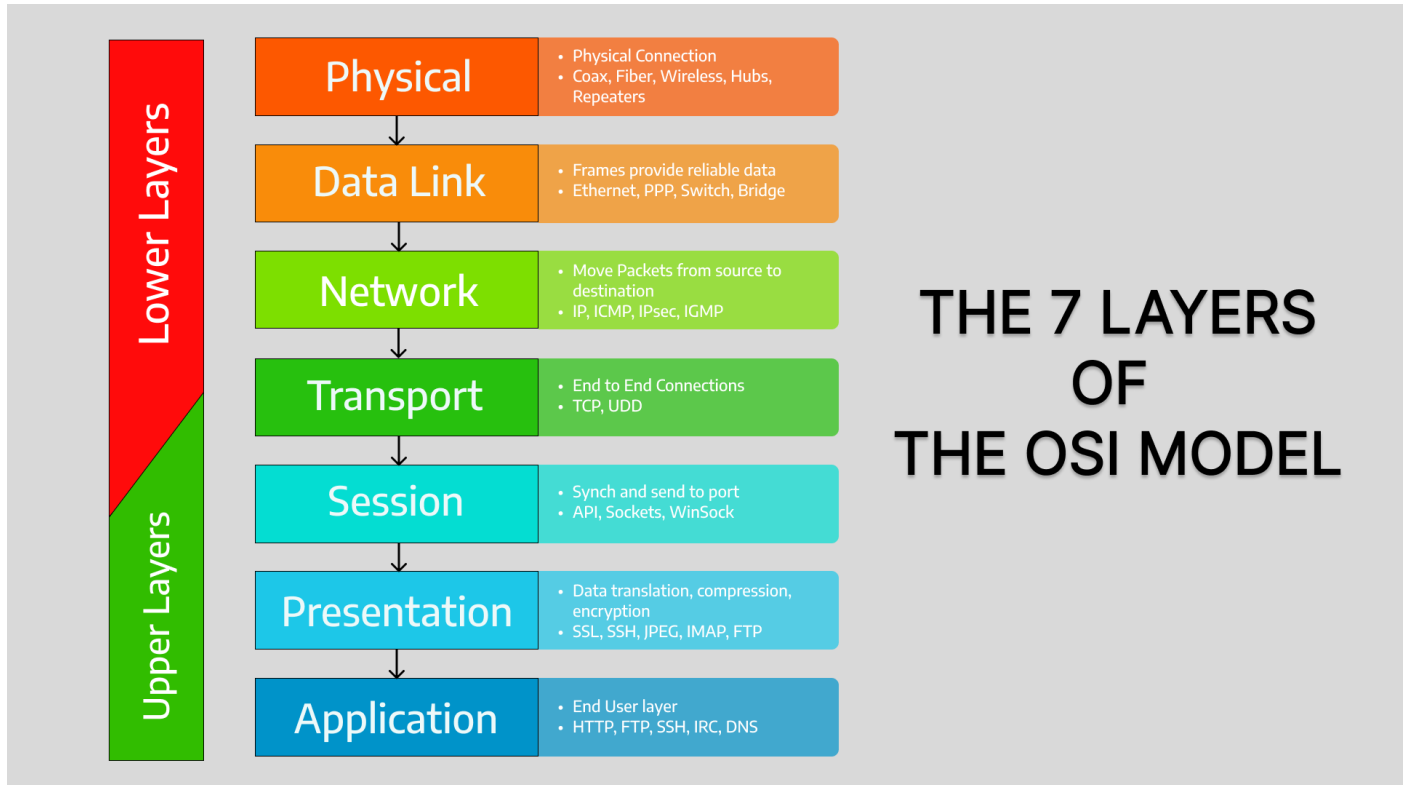 Lower Layers
Upper Layers
Physical
• Physical Connection
• Coax, Fiber, Wireless, Hubs,
Repeaters
Data Link
• Frames provide reliable data
• Ethernet, PPP, Switch, Bridge
Network
• Move Packets from source to
destination
• IP, ICMP, IPsec, IGMP
Transport
• End to End Connections
• TCP, UDD
Session
• Synch and send to port
• API, Sockets, WinSock
Presentation
• Data translation, compression,
encryption
• SSL, SSH, JPEG, IMAP, FTP
Application
• End User layer
• HTTP, FTP, SSH, IRC, DNS
THE 7 LAYERS
OF
THE OSI MODEL